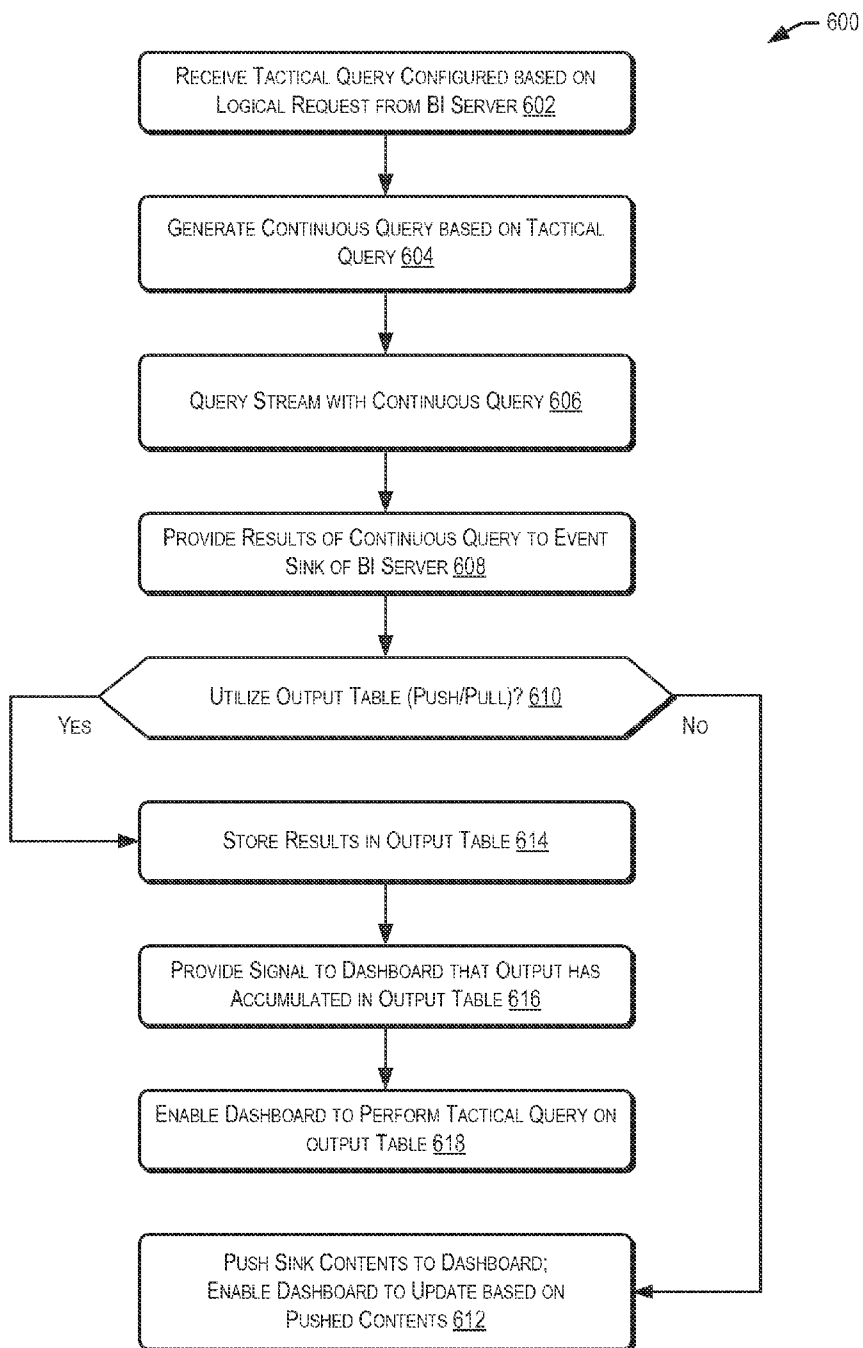 600
RECEIVE TACTICAL QUERY CONFIGURED BASED ON
LOGICAL REQUEST FROM BI SERVER 602
GENERATE CONTINUOUS QUERY BASED ON TACTICAL
QUERY 604
QUERY STREAM WITH CONTINUOUS QUERY 606
PROVIDE RESULTS OF CONTINUOUS QUERY TO EVENT
SINK OF BI SERVER 608
UTILIZE OUTPUT TABLE (PUSH/PULL)? 610
YES
NO
STORE RESULTS IN OUTPUT TABLE 614
PROVIDE SIGNAL TO DASHBOARD THAT OUTPUT HAS
ACCUMULATED IN OUTPUT TABLE 616
ENABLE DASHBOARD TO PERFORM TACTICAL QUERY ON
OUTPUT TABLE 618
PUSH SINK CONTENTS TO DASHBOARD;
ENABLE DASHBOARD TO UPDATE BASED ON
PUSHED CONTENTS 612